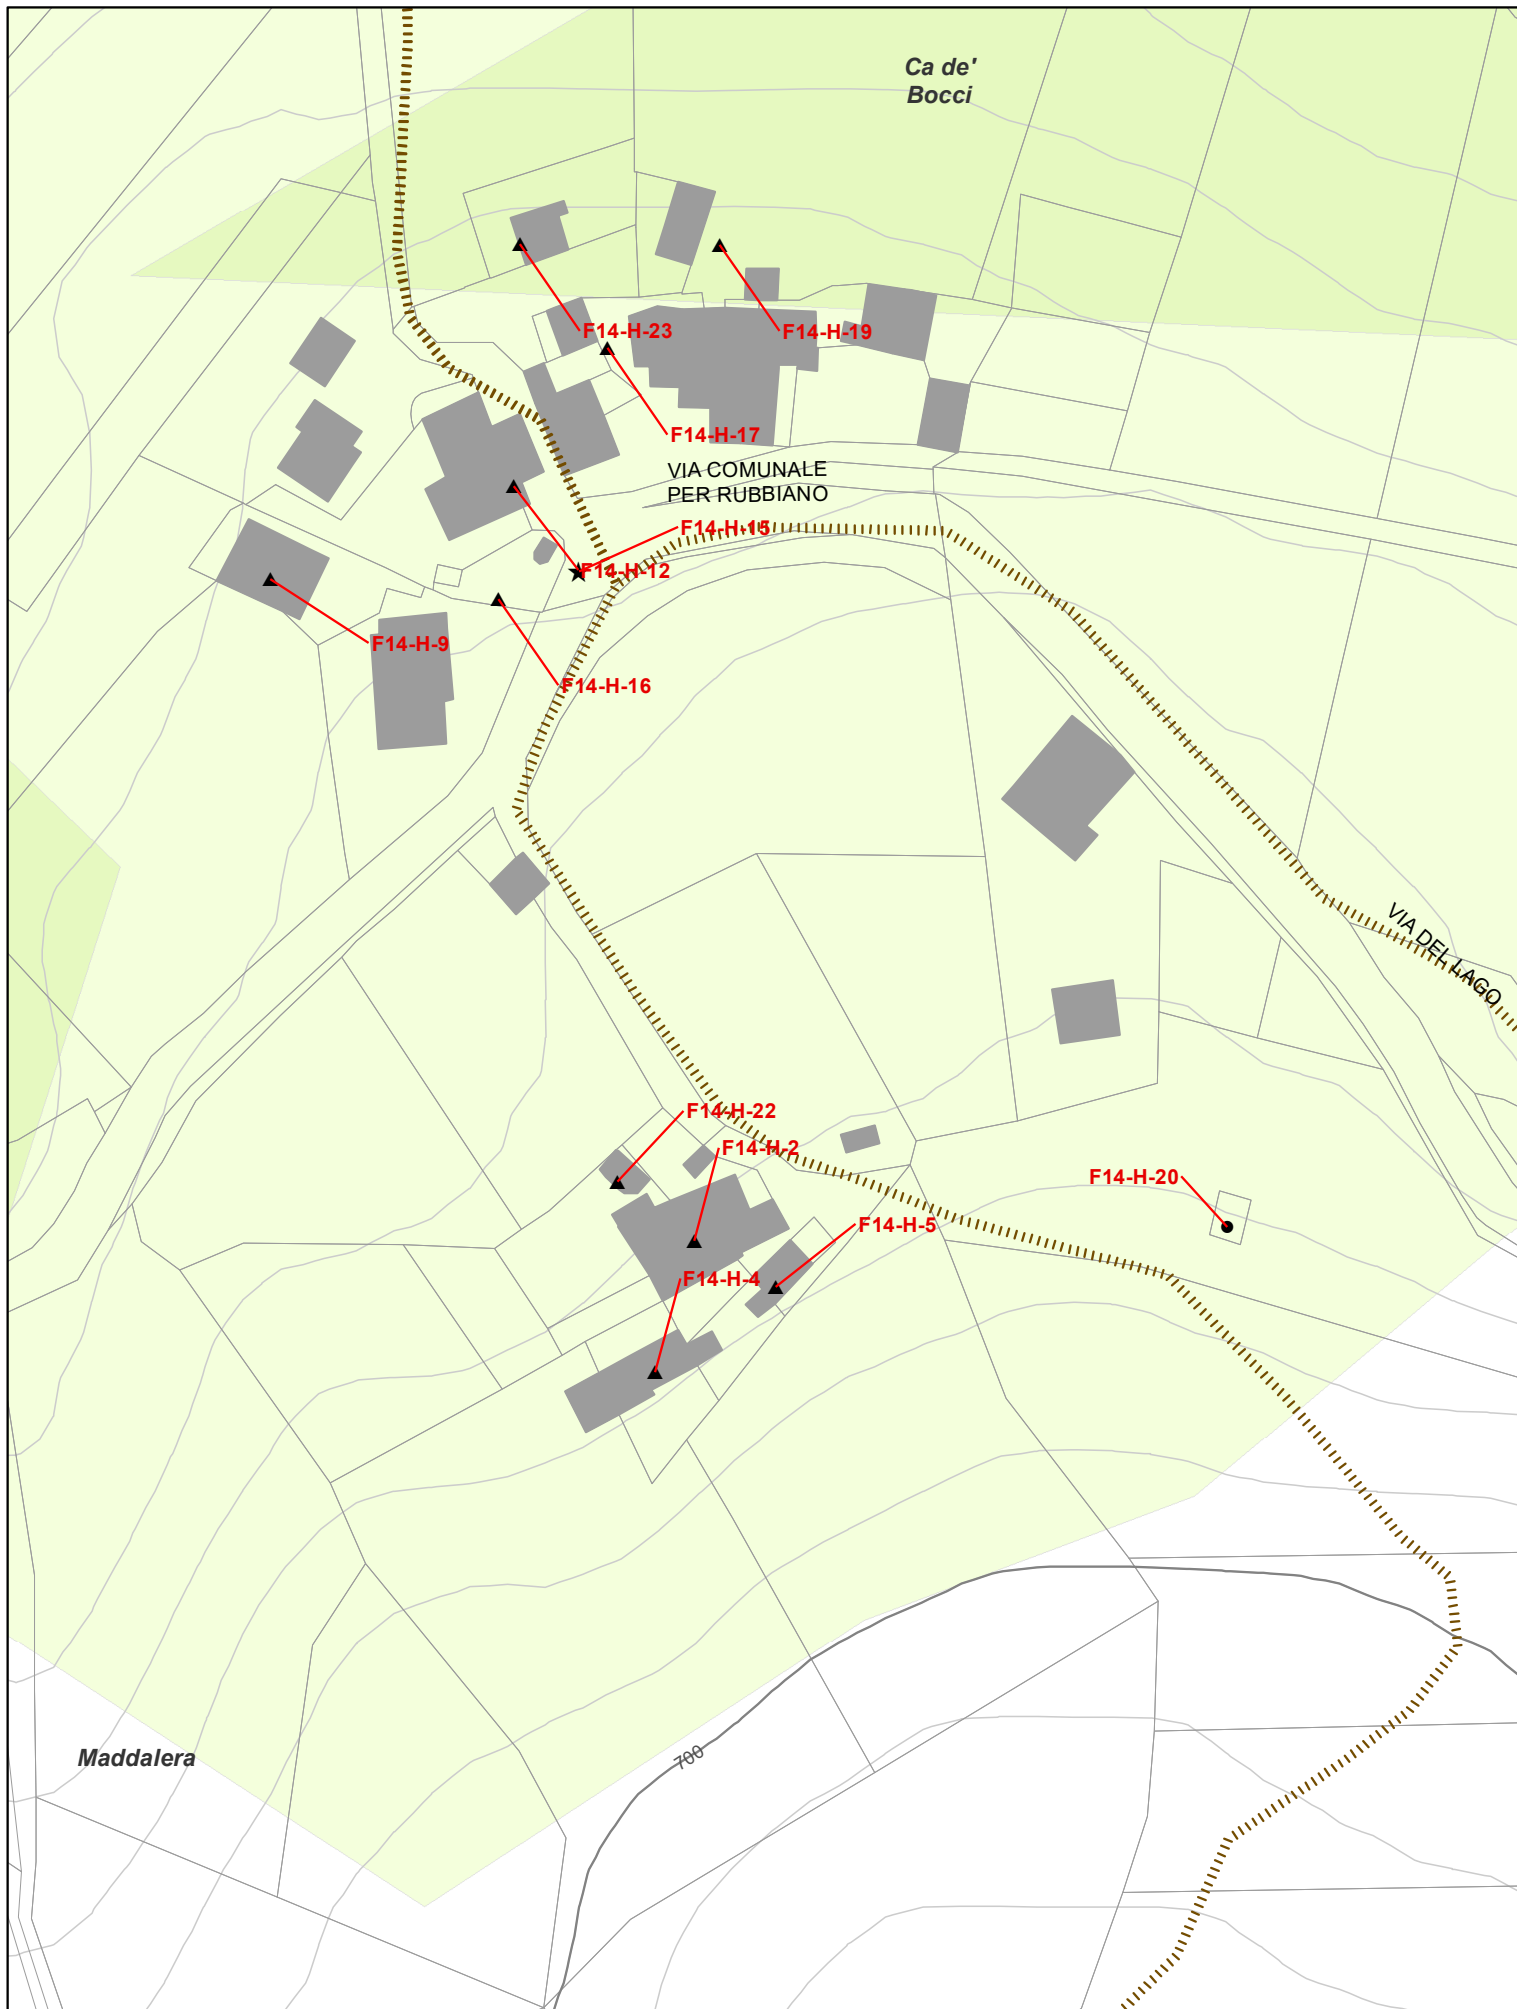 Ca de'
Bocci
F14-H-23
F14-H-19
F14-H-17
VIA COMUNALE
PER RUBBIANO
F14-H-15
F14-H-12
F14-H-9
F14-H-16
VIA DEL LAGO
F14-H-22
F14-H-2
F14-H-20
F14-H-5
F14-H-4
700
Maddalera